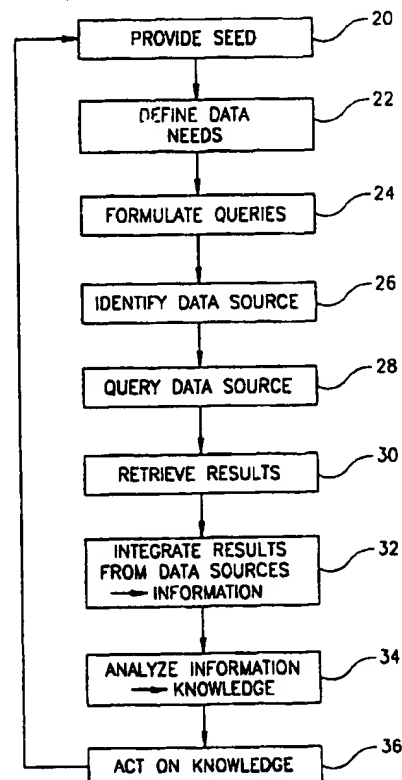 PROVIDE SEED
20
DEFINE DATA
NEEDS
22
FORMULATE QUERIES
24
IDENTIFY DATA SOURCE
26
QUERY DATA SOURCE
28
RETRIEVE RESULTS
30
INTEGRATE RESULTS
FROM DATA SOURCES
→ INFORMATION
32
ANALYZE INFORMATION
→ KNOWLEDGE
34
ACT ON KNOWLEDGE
36